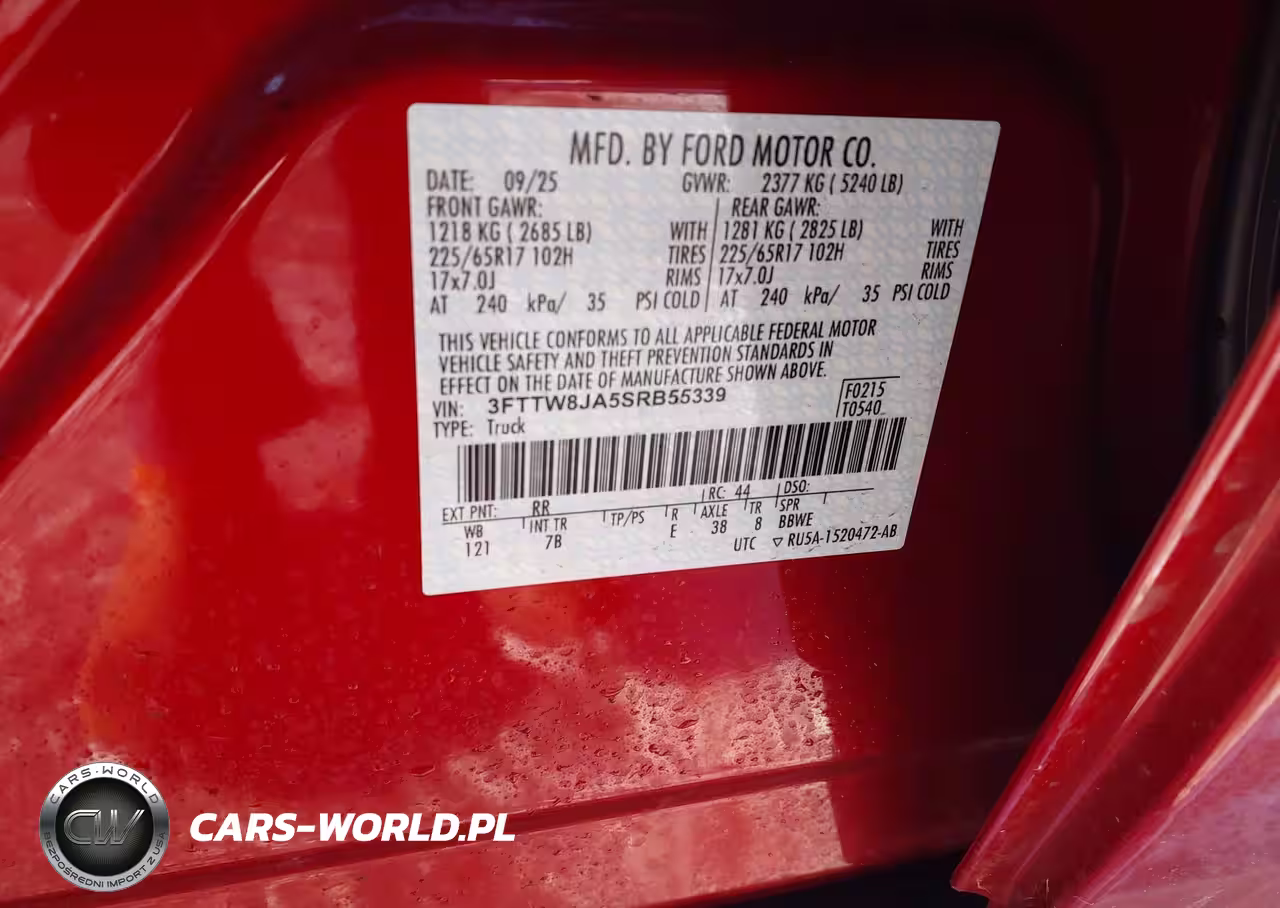 MFD. BY FORD MOTOR CO.
DATE: 09/25 GVWR: 2377 KG ( 5240 LB)
FRONT GAWR: REAR GAWR:
1218 KG ( 2685 LB) WITH 1281 KG ( 2825 LB) WITH
225/65R17 102H TIRES 225/65R17 102H TIRES
17x7.0J RIMS 17x7.0J RIMS
AT 240 kPa/ 35 PSI COLD AT 240 kPa/ 35 PSI COLD
THIS VEHICLE CONFORMS TO ALL APPLICABLE FEDERAL MOTOR
VEHICLE SAFETY AND THEFT PREVENTION STANDARDS IN
EFFECT ON THE DATE OF MANUFACTURE SHOWN ABOVE.
VIN: 3FTTW8JA5SRB55339 F0215
TYPE: Truck T0540
EXT PNT: RR RC: 44 DSO:
WB INT TR TP/PS R AXLE TR SPR
121 7B E 38 8 BBWE
UTC ▽ RU5A-1520472-AB
CARS-WORLD
CW
BEZPOŚREDNI IMPORT Z USA
CARS-WORLD.PL